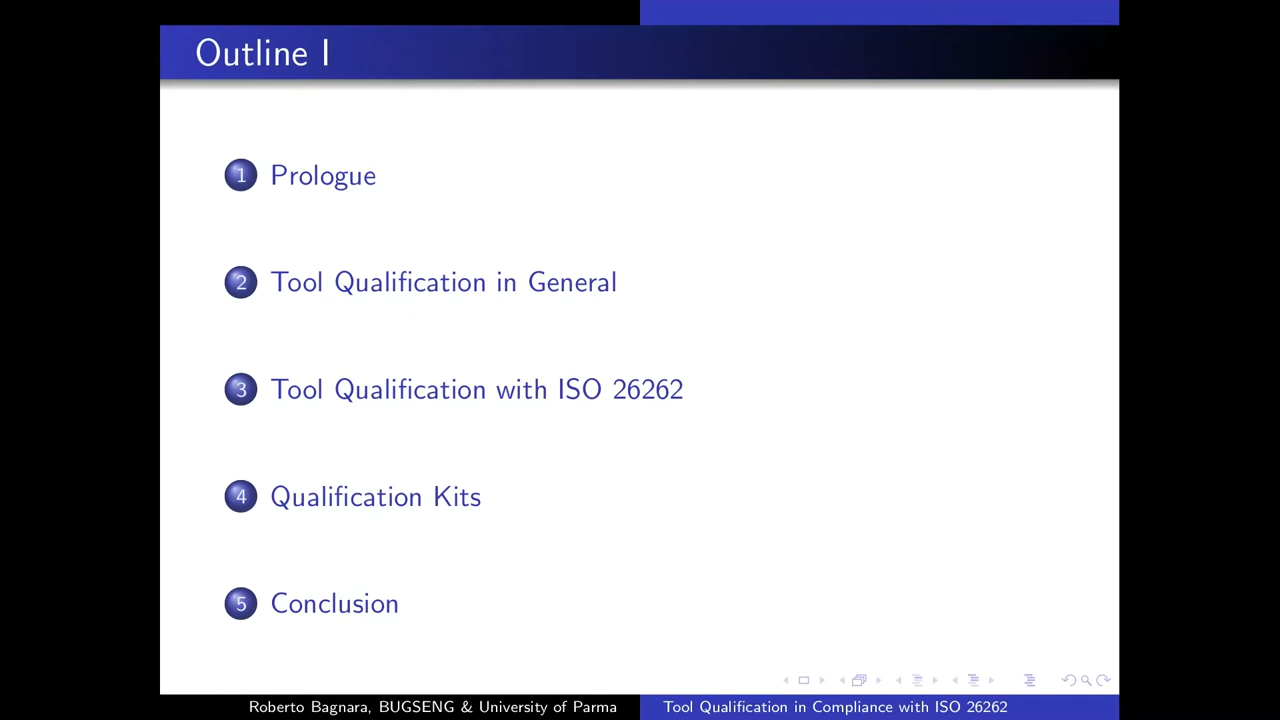 Outline I
1 Prologue
2 Tool Qualification in General
3 Tool Qualification with ISO 26262
4 Qualification Kits
5 Conclusion
Roberto Bagnara, BUGSENG & University of Parma Tool Qualification in Compliance with ISO 26262